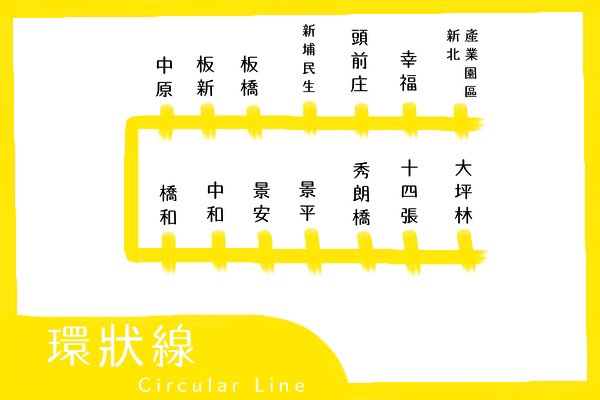 中原
板新
板橋
新埔民生
頭前庄
幸福
新北
產業園區
橋和
中和
景安
景平
秀朗橋
十四張
大坪林
環狀線
Circular Line